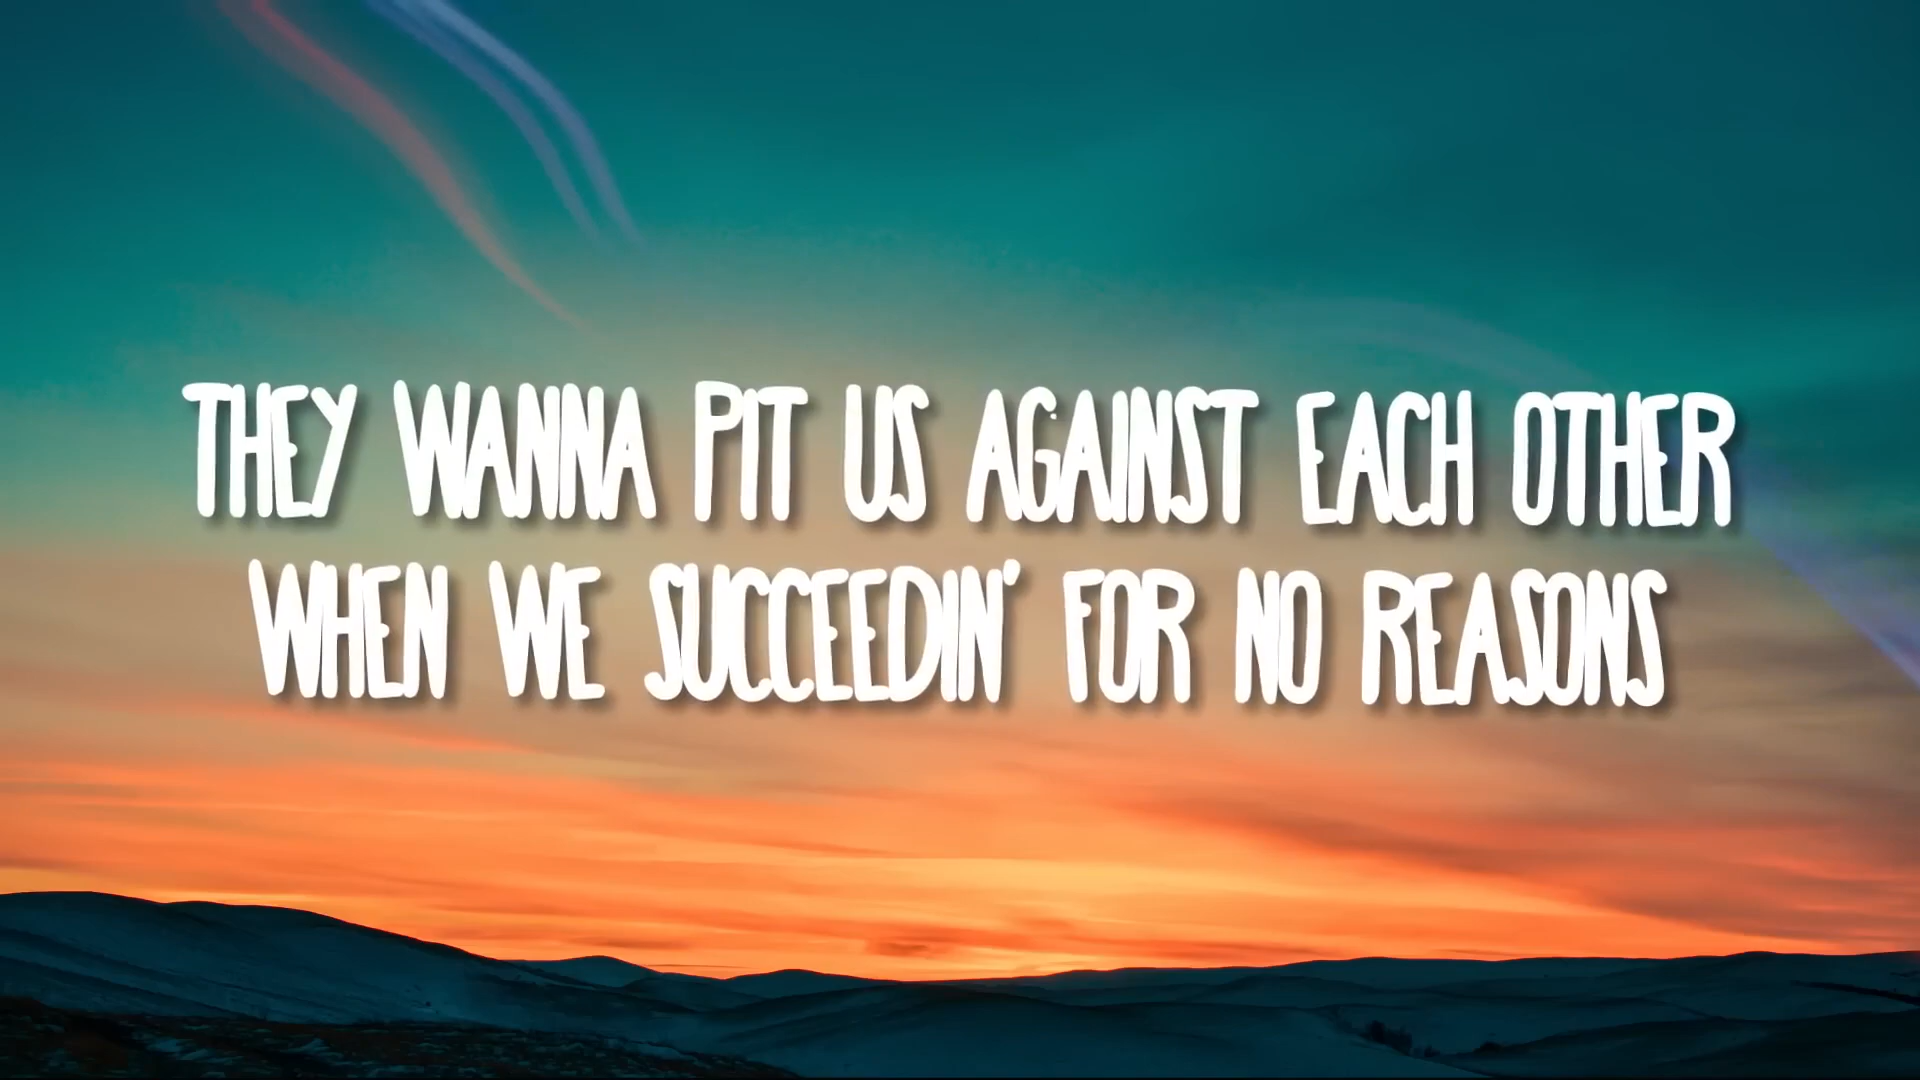 THEY WANNA PIT US AGAINST EACH OTHER
WHEN WE SUCCEEDIN' FOR NO REASONS